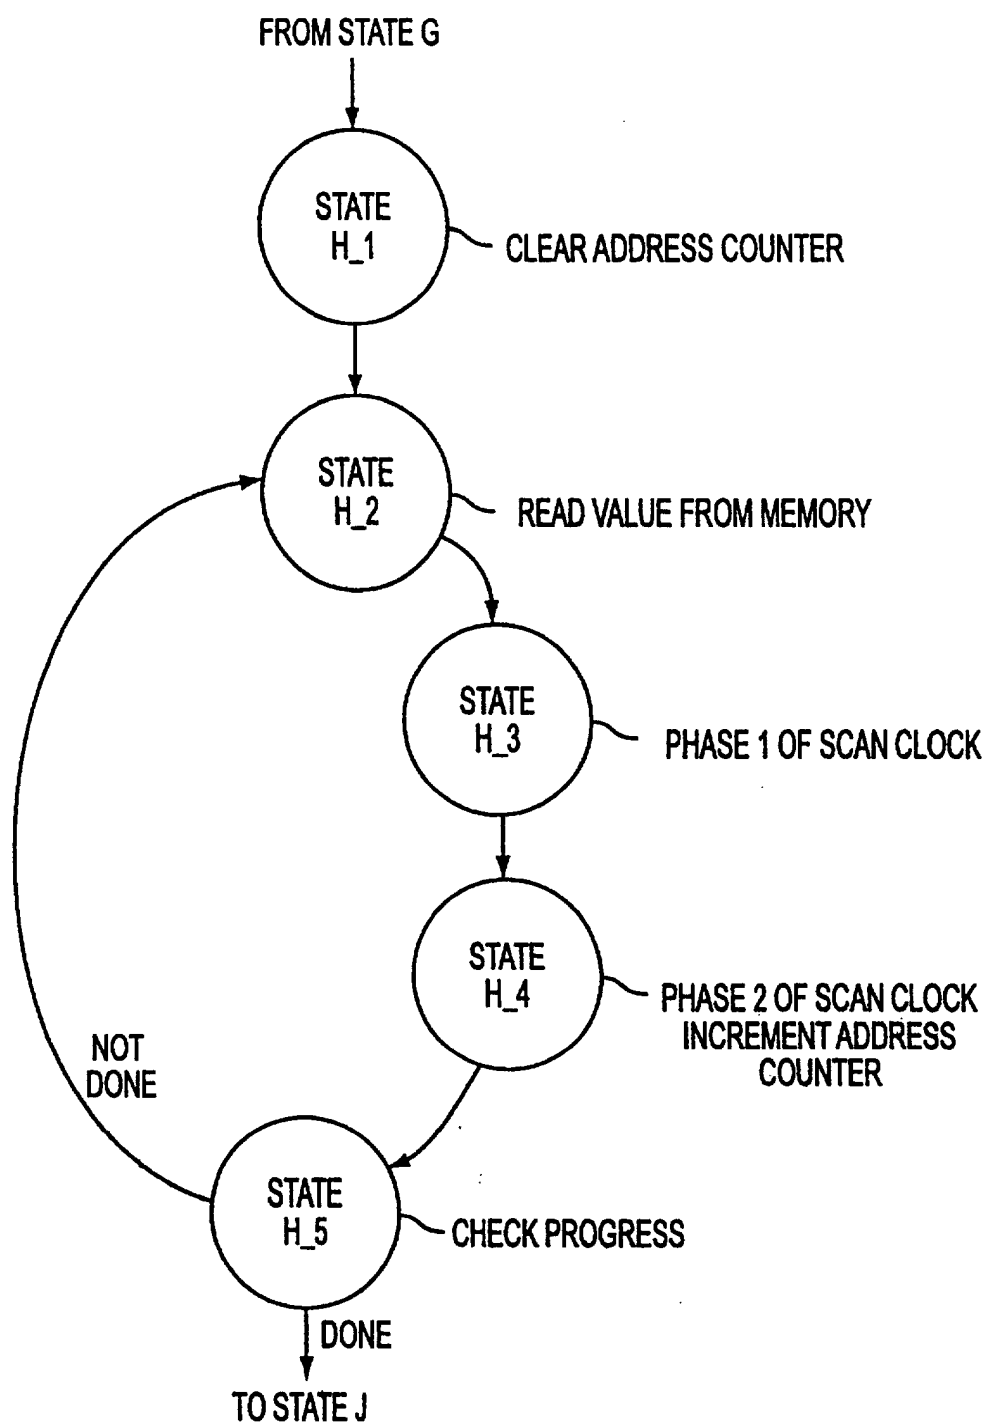 FROM STATE G
STATE
H_1
CLEAR ADDRESS COUNTER
STATE
H_2
READ VALUE FROM MEMORY
STATE
H_3
PHASE 1 OF SCAN CLOCK
STATE
H_4
PHASE 2 OF SCAN CLOCK
INCREMENT ADDRESS
COUNTER
NOT
DONE
STATE
H_5
CHECK PROGRESS
DONE
TO STATE J